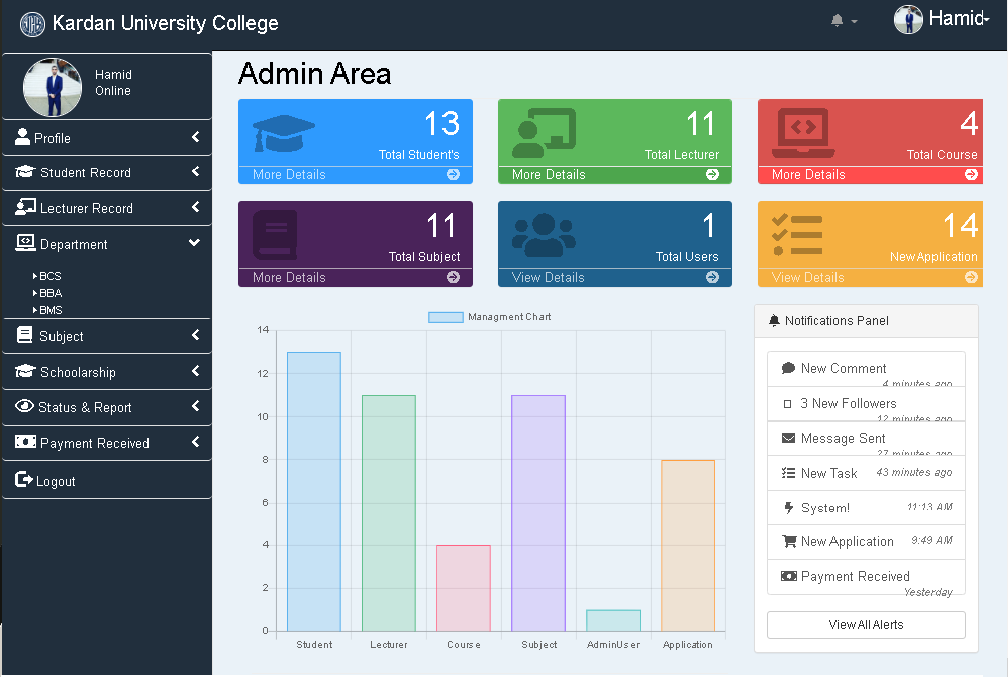 Kardan University College
Hamid
Hamid
Online
Profile
Student Record
Lecturer Record
Department
BCS
BBA
BMS
Subject
Schoolarship
Status & Report
Payment Received
Logout
Admin Area
13
Total Student's
More Details
11
Total Lecturer
More Details
4
Total Course
More Details
11
Total Subject
More Details
1
Total Users
View Details
14
New Application
View Details
Managment Chart
14
12
10
8
6
4
2
0
Student Lecturer Course Subject AdminUser Application
Notifications Panel
New Comment
4 minutes ago
3 New Followers
12 minutes ago
Message Sent
27 minutes ago
New Task 43 minutes ago
System! 11:13 AM
New Application 9:49 AM
Payment Received
Yesterday
View All Alerts